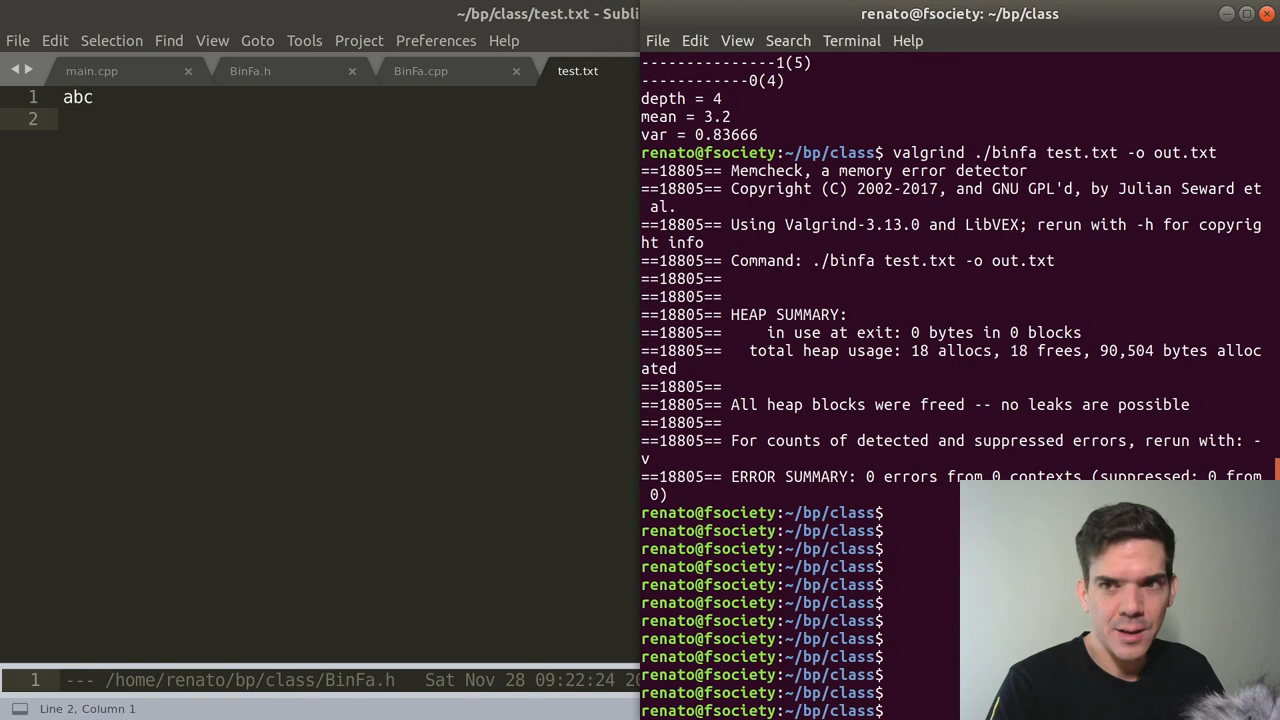 ~/bp/class/test.txt - Subli
File Edit Selection Find View Goto Tools Project Preferences Help
main.cpp BinFa.h BinFa.cpp test.txt
1 abc
2
1 --- /home/renato/bp/class/BinFa.h Sat Nov 28 09:22:24 20
Line 2, Column 1
renato@fsociety: ~/bp/class
File Edit View Search Terminal Help
---------------1(5)
------------0(4)
depth = 4
mean = 3.2
var = 0.83666
renato@fsociety:~/bp/class$ valgrind ./binfa test.txt -o out.txt
==18805== Memcheck, a memory error detector
==18805== Copyright (C) 2002-2017, and GNU GPL'd, by Julian Seward et
al.
==18805== Using Valgrind-3.13.0 and LibVEX; rerun with -h for copyrig
ht info
==18805== Command: ./binfa test.txt -o out.txt
==18805==
==18805==
==18805== HEAP SUMMARY:
==18805==     in use at exit: 0 bytes in 0 blocks
==18805==   total heap usage: 18 allocs, 18 frees, 90,504 bytes alloc
ated
==18805==
==18805== All heap blocks were freed -- no leaks are possible
==18805==
==18805== For counts of detected and suppressed errors, rerun with: -
v
==18805== ERROR SUMMARY: 0 errors from 0 contexts (suppressed: 0 from
0)
renato@fsociety:~/bp/class$
renato@fsociety:~/bp/class$
renato@fsociety:~/bp/class$
renato@fsociety:~/bp/class$
renato@fsociety:~/bp/class$
renato@fsociety:~/bp/class$
renato@fsociety:~/bp/class$
renato@fsociety:~/bp/class$
renato@fsociety:~/bp/class$
renato@fsociety:~/bp/class$
renato@fsociety:~/bp/class$
renato@fsociety:~/bp/class$